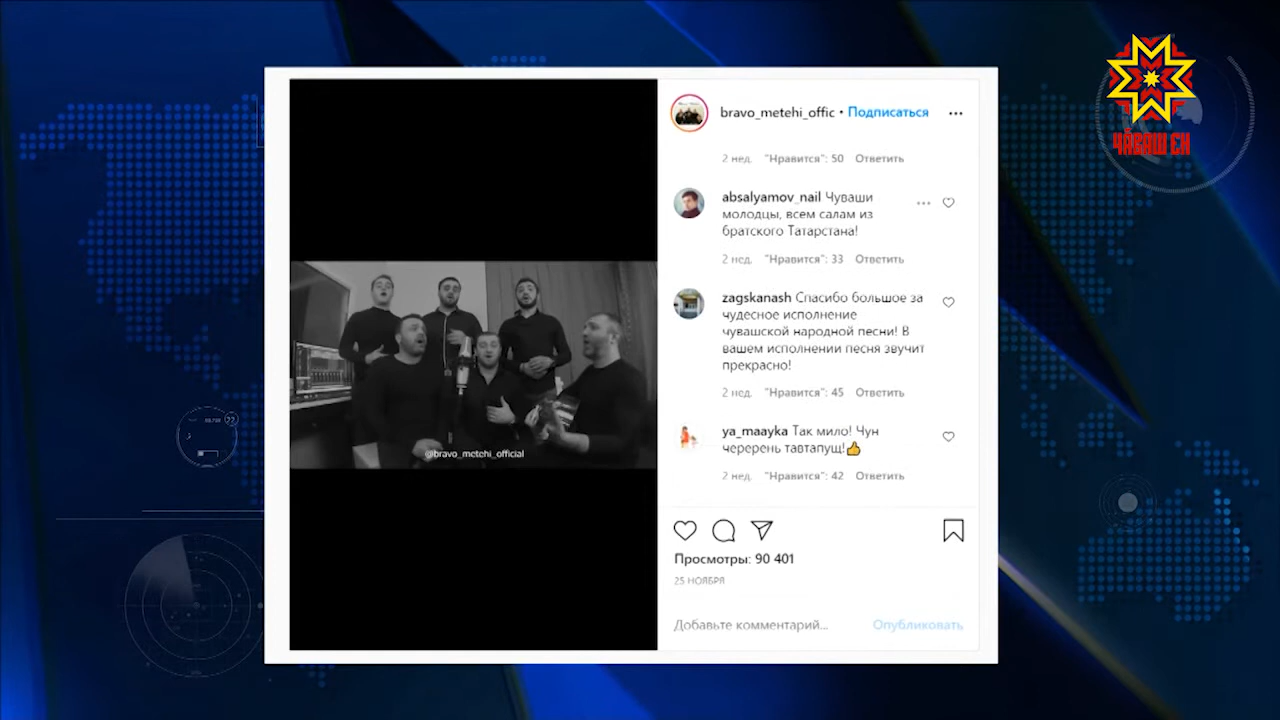 ЧӐВАШ ЕН
bravo_metehi_offic • Подписаться
2 нед. "Нравится": 50 Ответить
absalyamov_nail Чуваши
молодцы, всем салам из
братского Татарстана!
2 нед. "Нравится": 33 Ответить
zagskanash Спасибо большое за
чудесное исполнение
чувашской народной песни! В
вашем исполнении песня звучит
прекрасно!
2 нед. "Нравится": 45 Ответить
ya_maayka Так мило! Чун
черерень тавтапущ!👍
2 нед. "Нравится": 42 Ответить
@bravo_metehi_official
Просмотры: 90 401
25 НОЯБРЯ
Добавьте комментарий...
Опубликовать